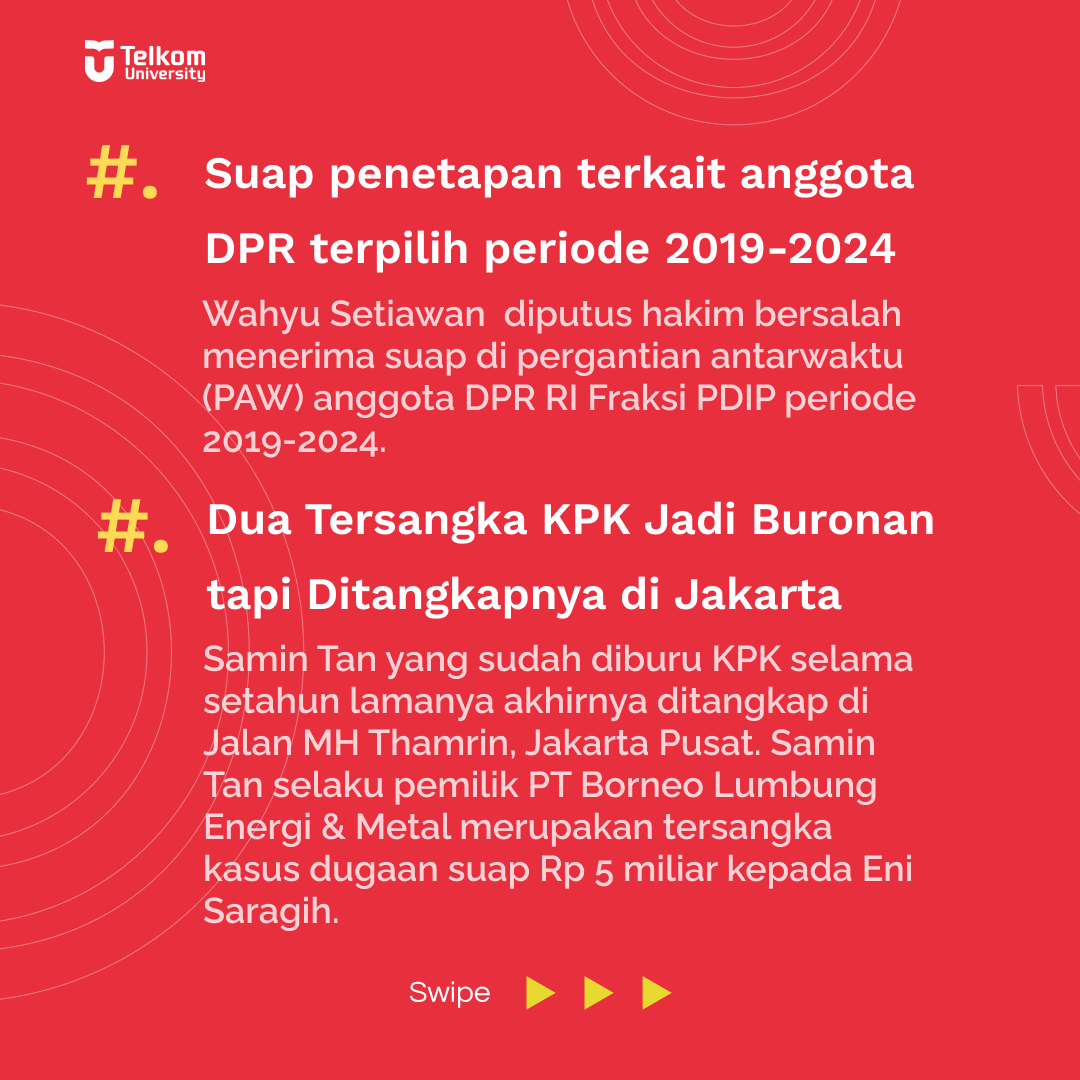 Telkom
University
#. Suap penetapan terkait anggota
DPR terpilih periode 2019-2024
Wahyu Setiawan  diputus hakim bersalah
menerima suap di pergantian antarwaktu
(PAW) anggota DPR RI Fraksi PDIP periode
2019-2024.
#. Dua Tersangka KPK Jadi Buronan
tapi Ditangkapnya di Jakarta
Samin Tan yang sudah diburu KPK selama
setahun lamanya akhirnya ditangkap di
Jalan MH Thamrin, Jakarta Pusat. Samin
Tan selaku pemilik PT Borneo Lumbung
Energi & Metal merupakan tersangka
kasus dugaan suap Rp 5 miliar kepada Eni
Saragih.
Swipe